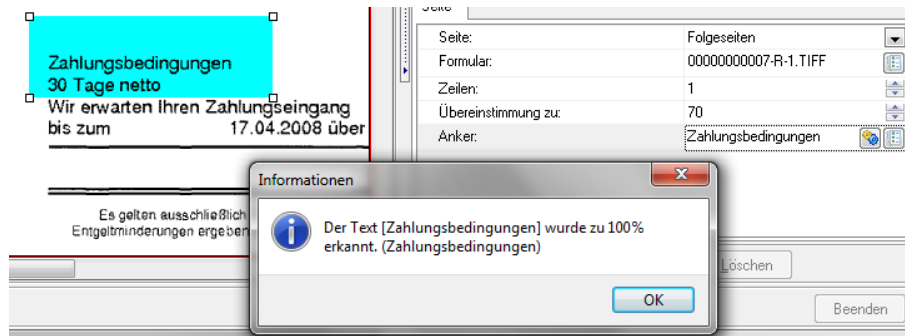 Seite
Seite: Folgeseiten
Formular: 00000000007-R-1.TIFF
Zeilen: 1
Übereinstimmung zu: 70
Anker: Zahlungsbedingungen
Zahlungsbedingungen
30 Tage netto
Wir erwarten Ihren Zahlungseingang
bis zum 17.04.2008 über
Es gelten ausschließlich
Entgeltminderungen ergeben
Informationen
Der Text [Zahlungsbedingungen] wurde zu 100%
erkannt. (Zahlungsbedingungen)
OK
Löschen
Beenden